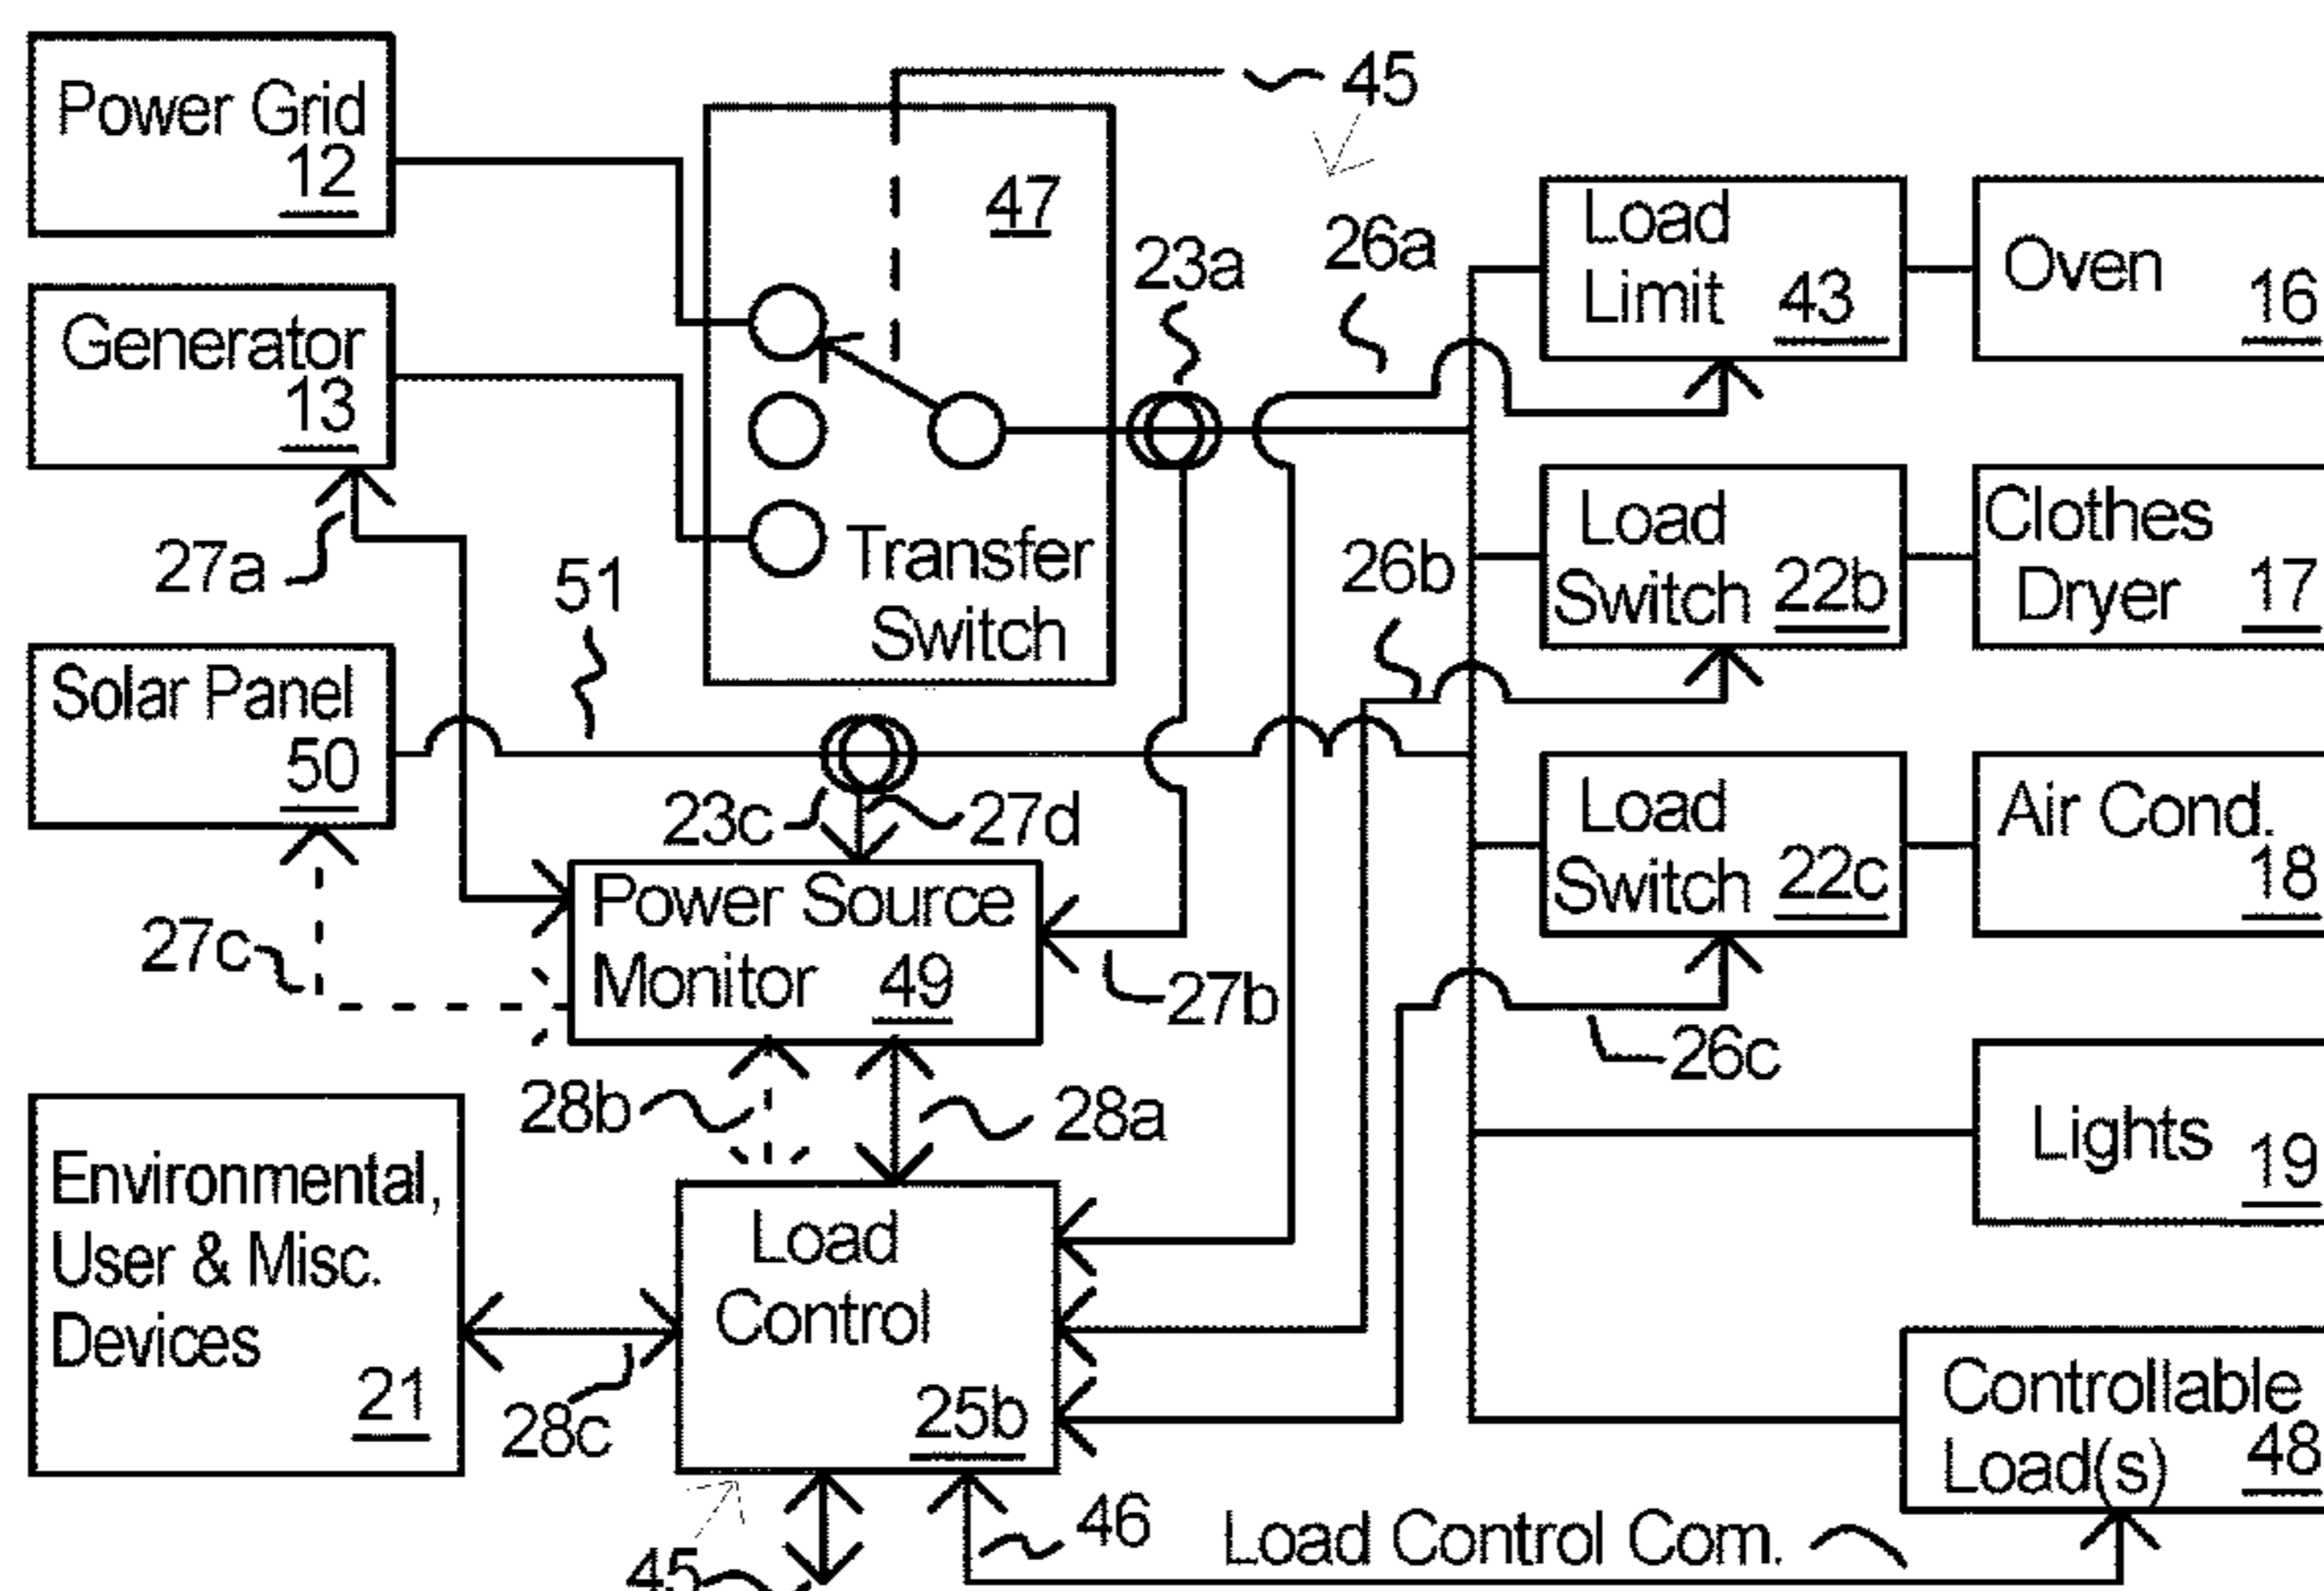 Power Grid
12
45
47
23a
26a
Load
Limit 43
Oven
16
Generator
13
27a
51
Transfer
Switch
26b
Load
Switch 22b
Clothes
Dryer 17
Solar Panel
50
23c
27d
Load
Switch 22c
Air Cond.
18
27c
Power Source
Monitor 49
27b
26c
28b
28a
Lights 19
Environmental,
User & Misc.
Devices
21
28c
Load
Control
25b
Controllable
Load(s) 48
45
46
Load Control Com.